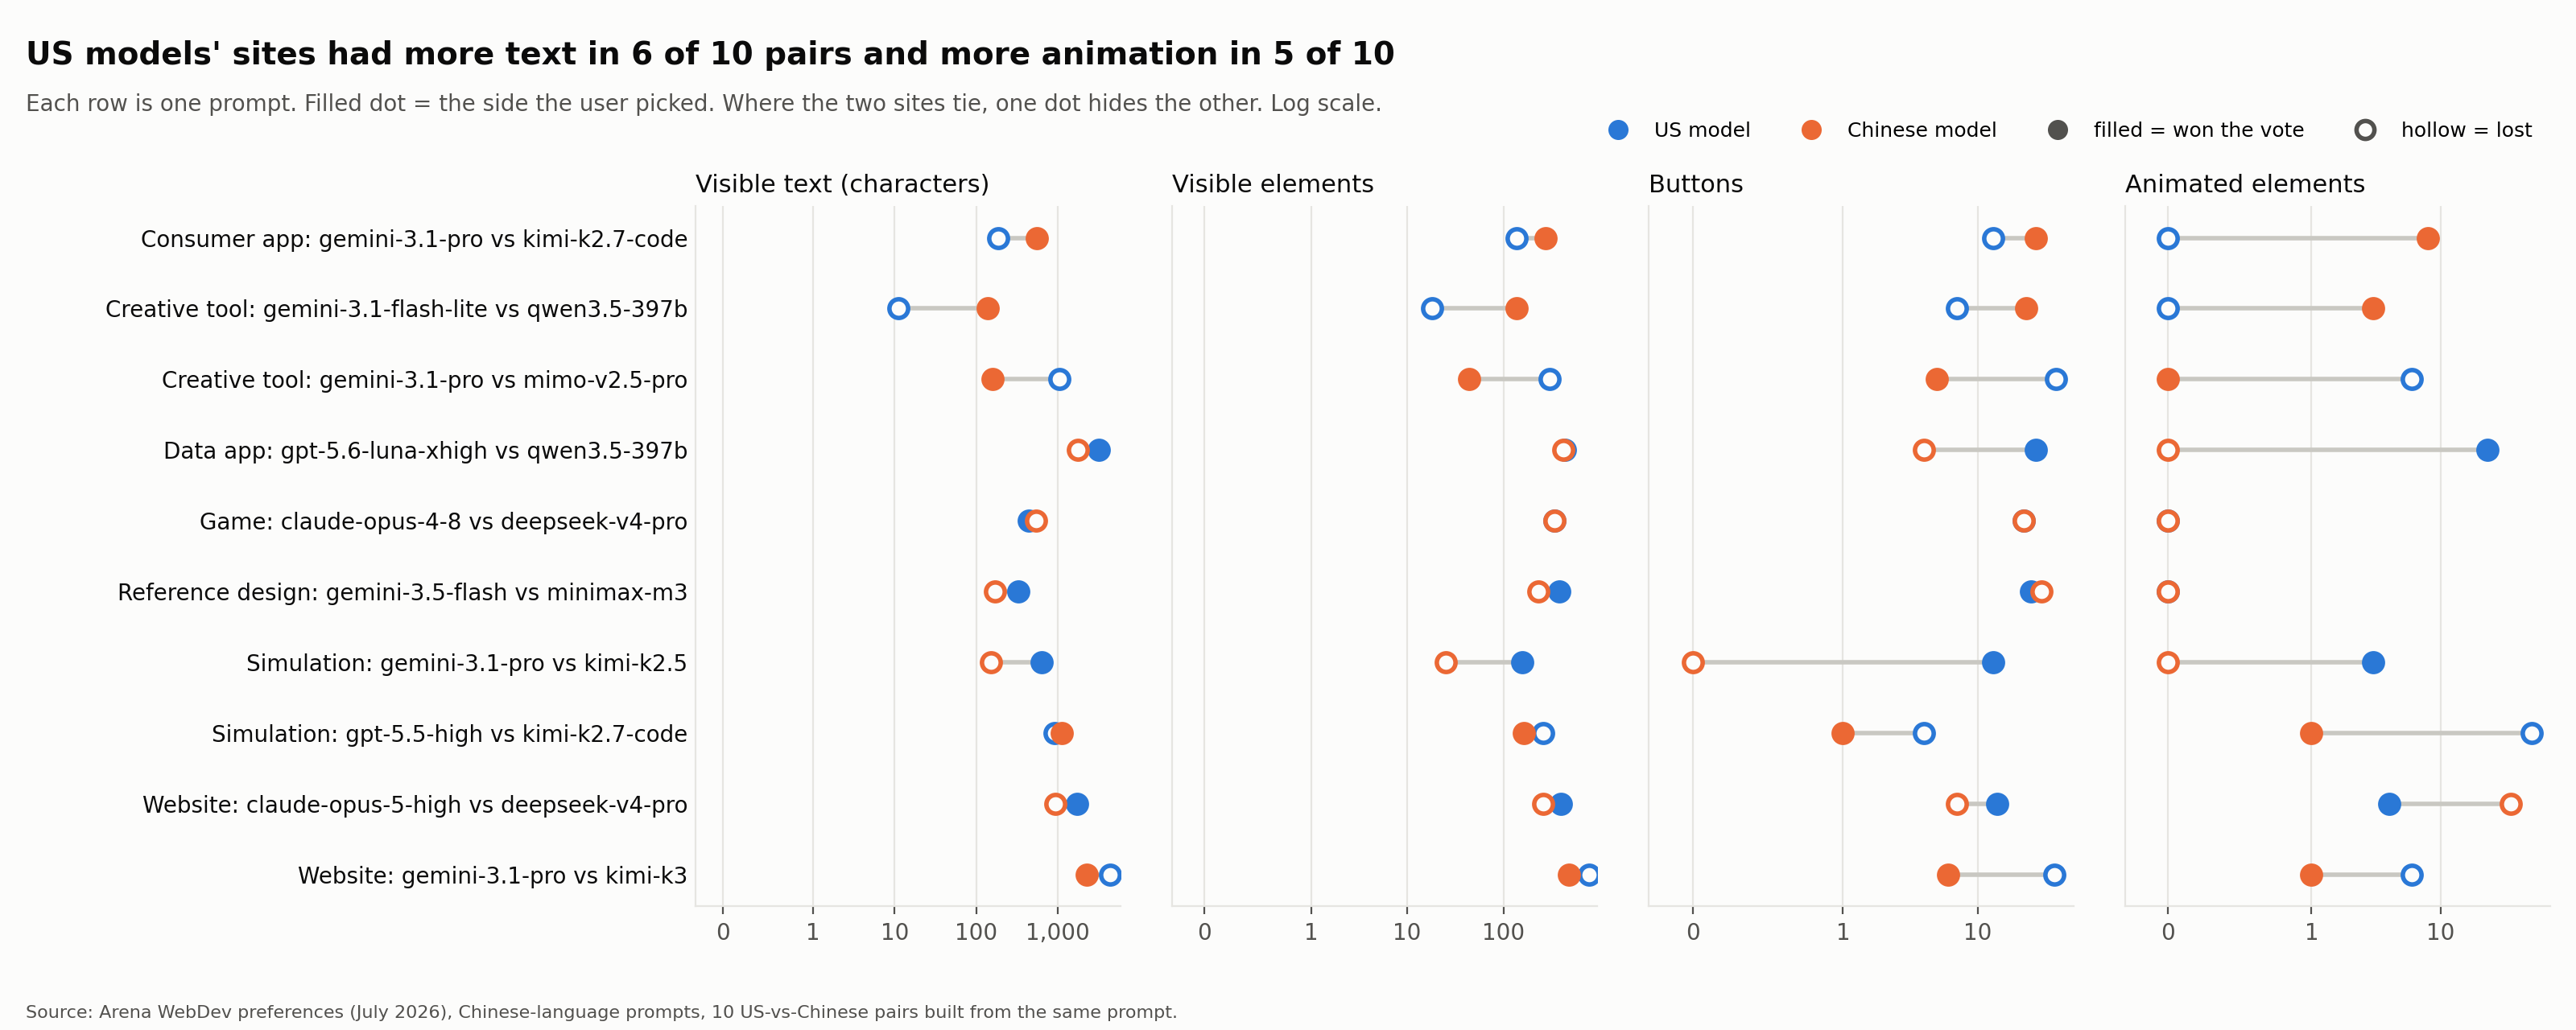 US models' sites had more text in 6 of 10 pairs and more animation in 5 of 10
Each row is one prompt. Filled dot = the side the user picked. Where the two sites tie, one dot hides the other. Log scale.
US model
Chinese model
filled = won the vote
hollow = lost
Visible text (characters)
Visible elements
Buttons
Animated elements
Consumer app: gemini-3.1-pro vs kimi-k2.7-code
Creative tool: gemini-3.1-flash-lite vs qwen3.5-397b
Creative tool: gemini-3.1-pro vs mimo-v2.5-pro
Data app: gpt-5.6-luna-xhigh vs qwen3.5-397b
Game: claude-opus-4-8 vs deepseek-v4-pro
Reference design: gemini-3.5-flash vs minimax-m3
Simulation: gemini-3.1-pro vs kimi-k2.5
Simulation: gpt-5.5-high vs kimi-k2.7-code
Website: claude-opus-5-high vs deepseek-v4-pro
Website: gemini-3.1-pro vs kimi-k3
0 1 10 100 1,000
0 1 10 100
0 1 10
0 1 10
Source: Arena WebDev preferences (July 2026), Chinese-language prompts, 10 US-vs-Chinese pairs built from the same prompt.